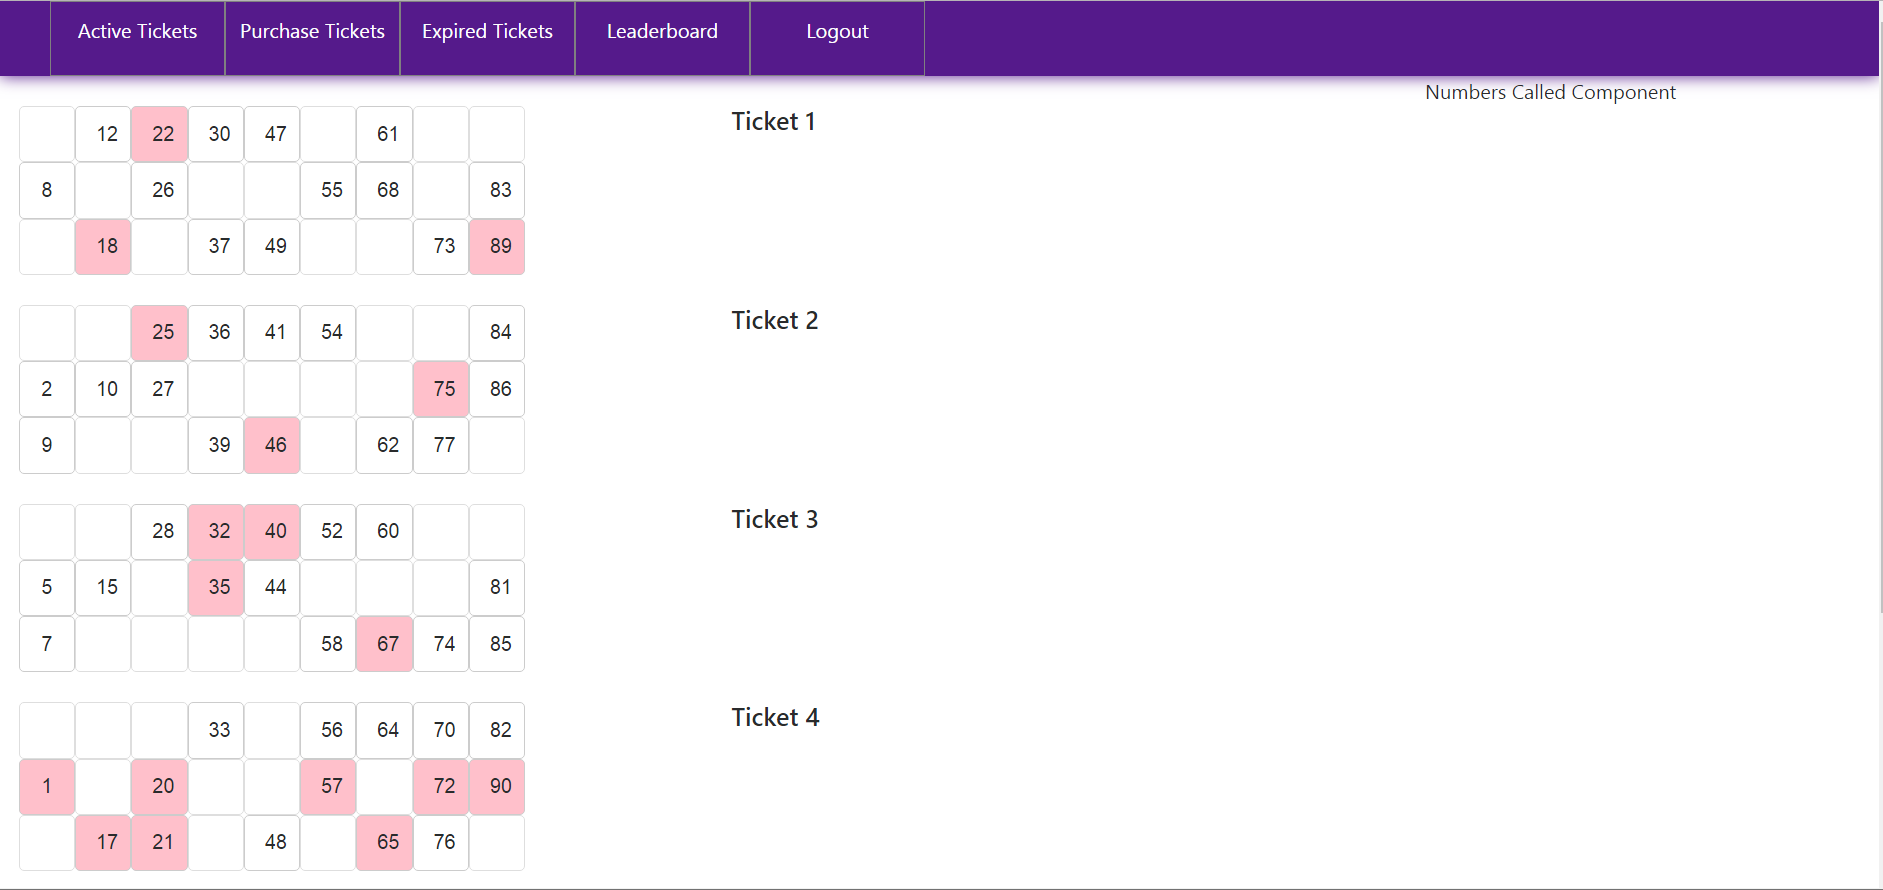 Active Tickets Purchase Tickets Expired Tickets Leaderboard Logout
Numbers Called Component
Ticket 1
12 22 30 47 61
8 26 55 68 83
18 37 49 73 89
Ticket 2
25 36 41 54 84
2 10 27 75 86
9 39 46 62 77
Ticket 3
28 32 40 52 60
5 15 35 44 81
7 58 67 74 85
Ticket 4
33 56 64 70 82
1 20 57 72 90
17 21 48 65 76